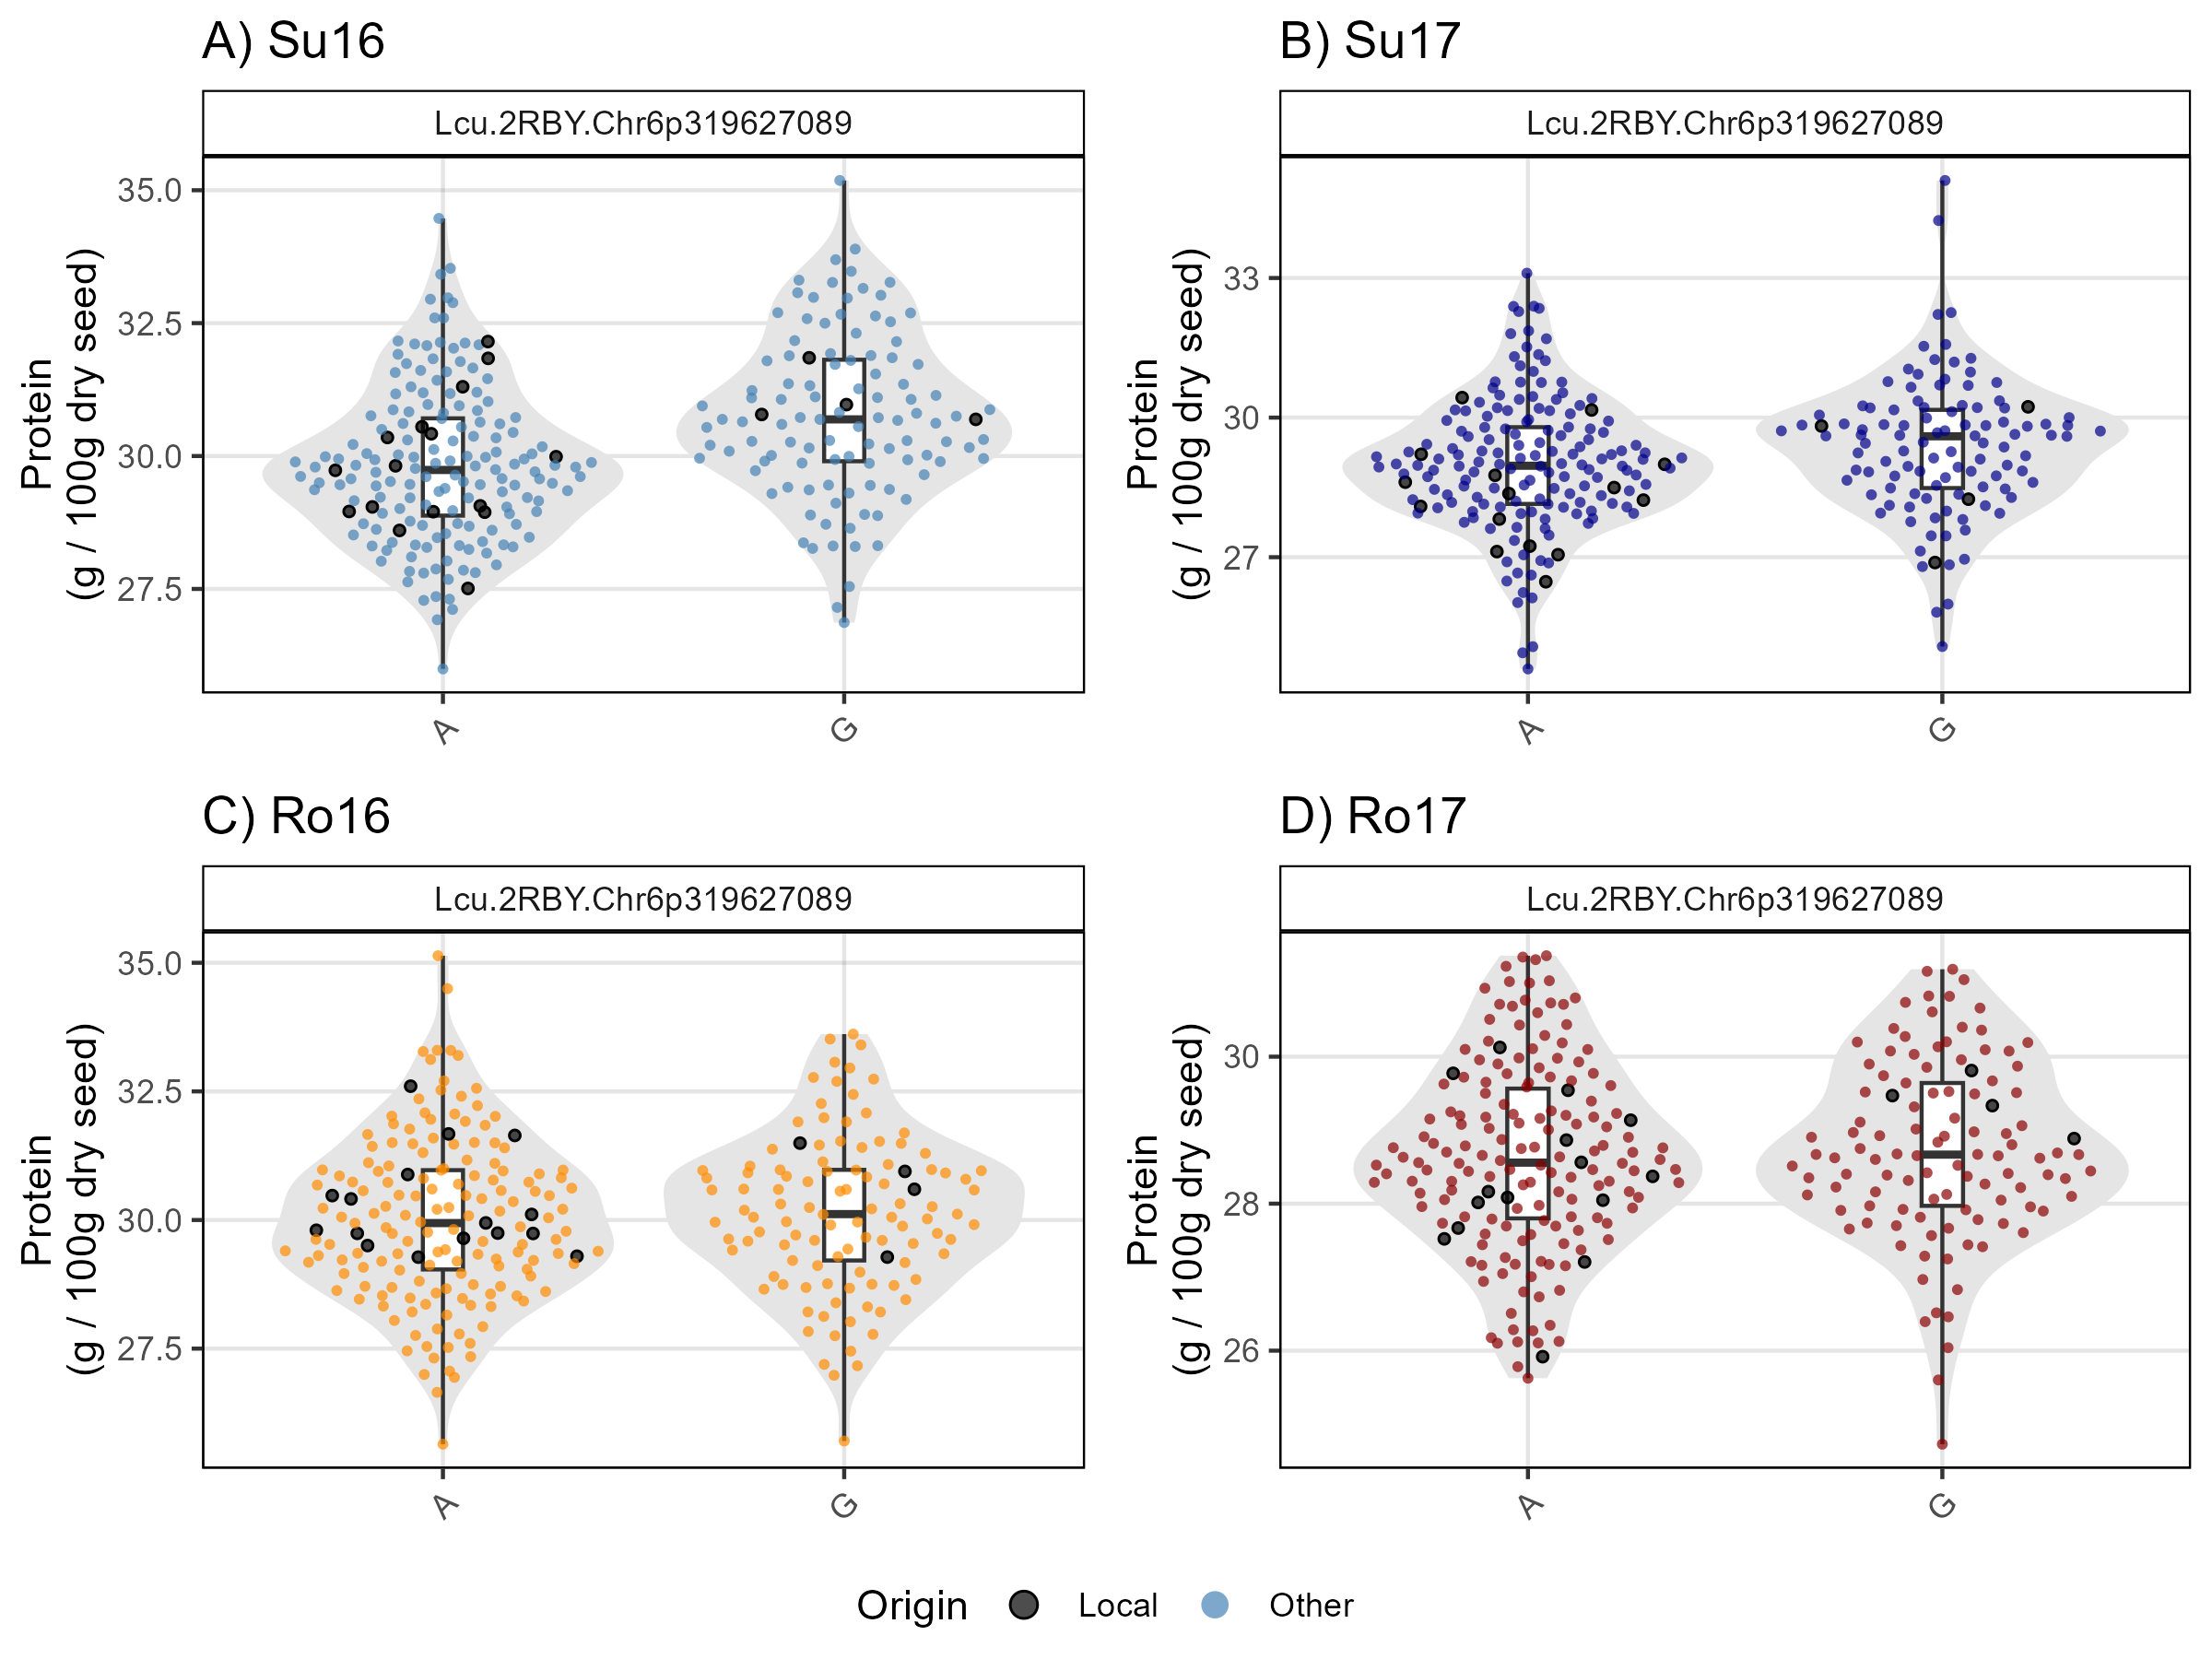 A) Su16
Lcu.2RBY.Chr6p319627089
Protein
(g / 100g dry seed)
35.0
32.5
30.0
27.5
A
G
B) Su17
Lcu.2RBY.Chr6p319627089
Protein
(g / 100g dry seed)
33
30
27
A
G
C) Ro16
Lcu.2RBY.Chr6p319627089
Protein
(g / 100g dry seed)
35.0
32.5
30.0
27.5
A
G
D) Ro17
Lcu.2RBY.Chr6p319627089
Protein
(g / 100g dry seed)
30
28
26
A
G
Origin Local Other